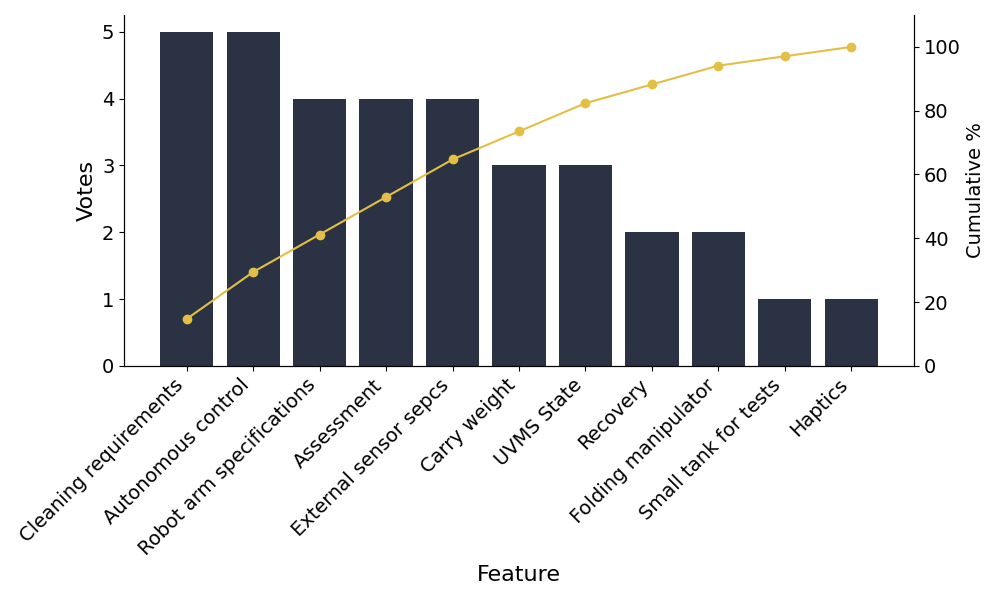 5
4
3
2
1
0
Votes
100
80
60
40
20
0
Cumulative %
Cleaning requirements
Autonomous control
Robot arm specifications
Assessment
External sensor sepcs
Carry weight
UVMS State
Recovery
Folding manipulator
Small tank for tests
Haptics
Feature